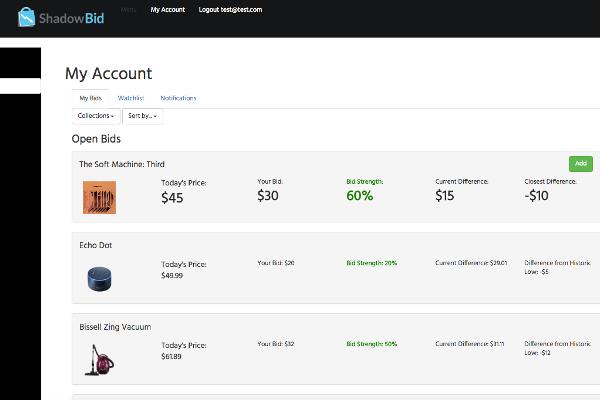 ShadowBid
Menu
My Account
Logout test@test.com
My Account
My Bids
Watchlist
Notifications
Collections
Sort by..
Open Bids
The Soft Machine: Third
Add
Today's Price:
$45
Your Bid:
$30
Bid Strength:
60%
Current Difference:
$15
Closest Difference:
-$10
Echo Dot
Today's Price:
$49.99
Your Bid: $20
Bid Strength: 20%
Current Difference: $29.01
Difference from Historic
Low: -$5
Bissell Zing Vacuum
Today's Price:
$61.89
Your Bid: $32
Bid Strength: 50%
Current Difference: $31.11
Difference from Historic
Low: -$12